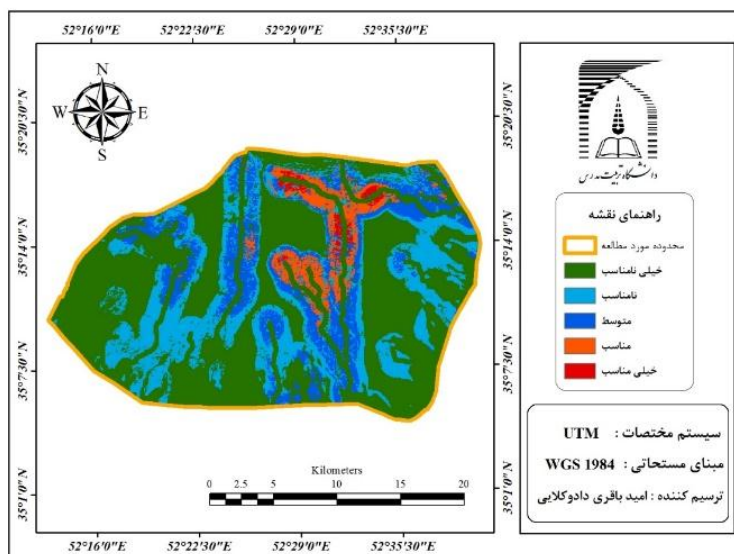 52°16'0"E 52°22'30"E 52°29'0"E 52°35'30"E
35°20'30"N 35°14'0"N 35°7'30"N 35°1'0"N
N
W E
S
35°20'30"N 35°14'0"N 35°7'30"N 35°1'0"N
Kilometers
0 2.5 5 10 15 20
52°16'0"E 52°22'30"E 52°29'0"E 52°35'30"E
دانشگاه تربیت مدرس
راهنمای نقشه
محدوده مورد مطالعه
خیلی نامناسب
نامناسب
متوسط
مناسب
خیلی مناسب
سیستم مختصات : UTM
مبنای مسطحاتی : WGS 1984
ترسیم کننده : امید باقری دادوکلایی